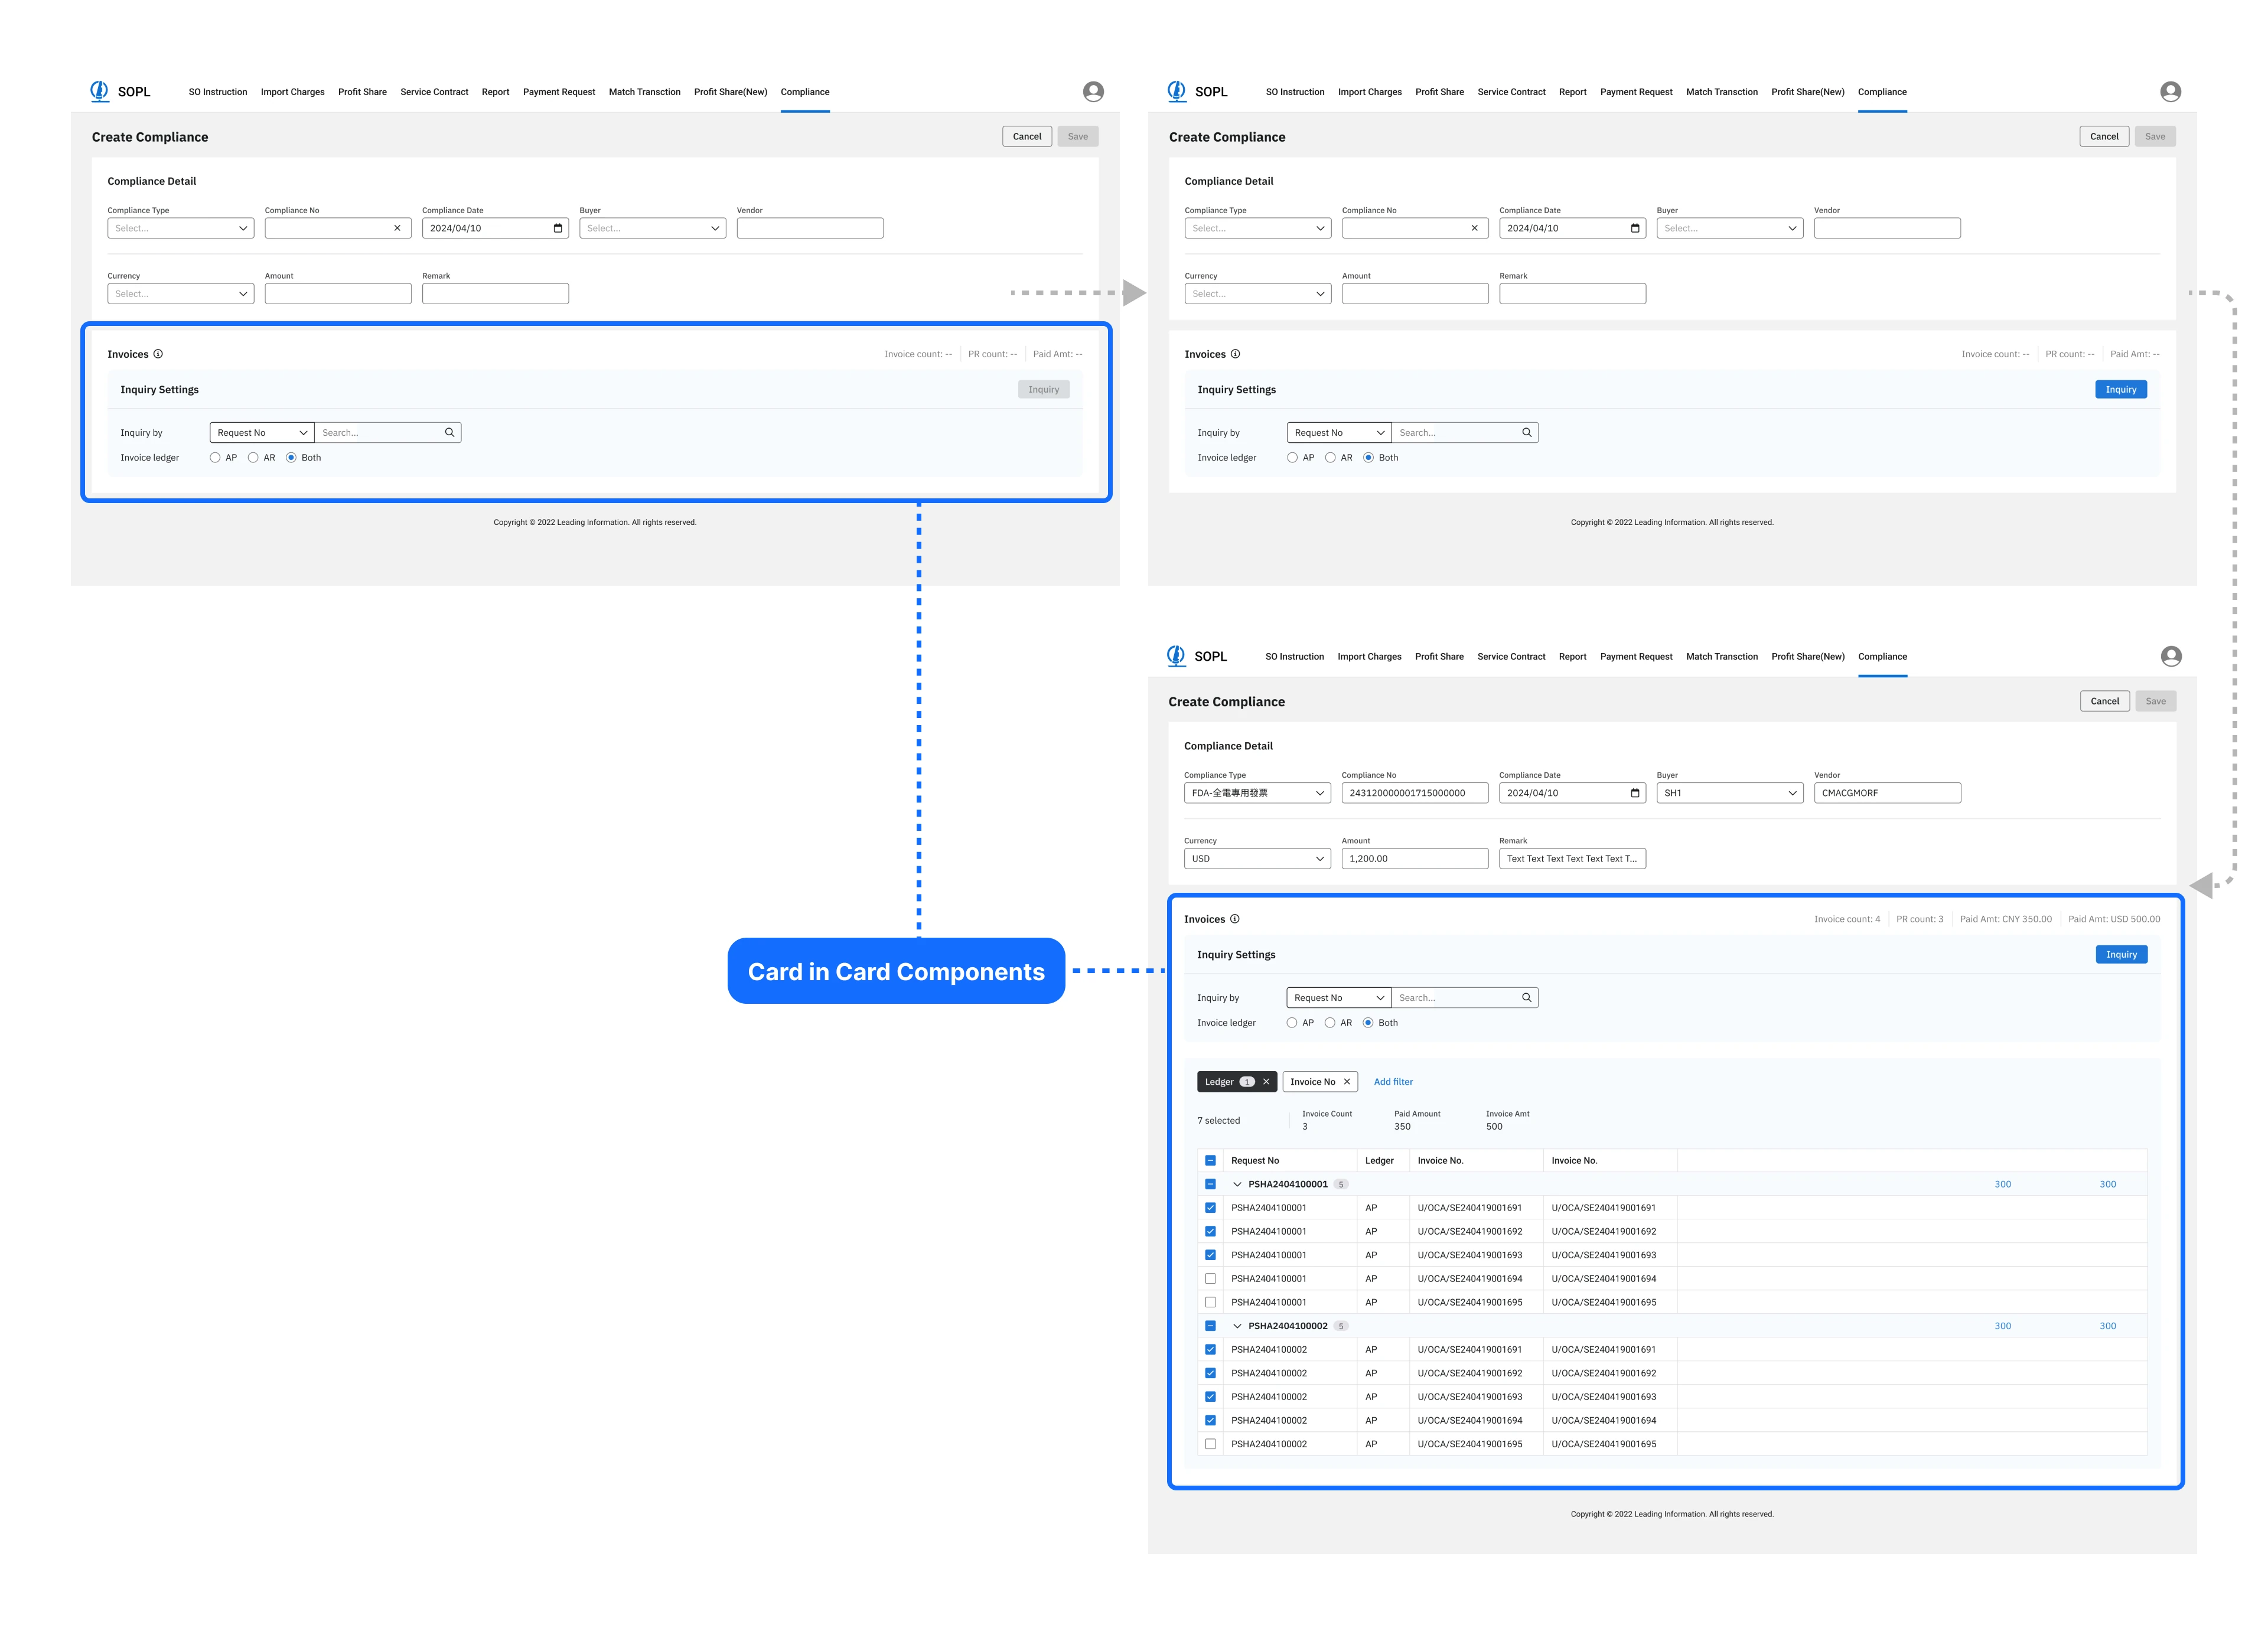 SOPL SO Instruction Import Charges Profit Share Service Contract Report Payment Request Match Transction Profit Share(New) Compliance
Create Compliance Cancel Save
Compliance Detail
Compliance Type Compliance No Compliance Date Buyer Vendor
Select... 2024/04/10 Select...
Currency Amount Remark
Select...
Invoices Invoice count: -- PR count: -- Paid Amt: --
Inquiry Settings Inquiry
Inquiry by Request No Search...
Invoice ledger AP AR Both
Copyright © 2022 Leading Information. All rights reserved.
SOPL SO Instruction Import Charges Profit Share Service Contract Report Payment Request Match Transction Profit Share(New) Compliance
Create Compliance Cancel Save
Compliance Detail
Compliance Type Compliance No Compliance Date Buyer Vendor
Select... 2024/04/10 Select...
Currency Amount Remark
Select...
Invoices Invoice count: -- PR count: -- Paid Amt: --
Inquiry Settings Inquiry
Inquiry by Request No Search...
Invoice ledger AP AR Both
Copyright © 2022 Leading Information. All rights reserved.
Card in Card Components
SOPL SO Instruction Import Charges Profit Share Service Contract Report Payment Request Match Transction Profit Share(New) Compliance
Create Compliance Cancel Save
Compliance Detail
Compliance Type Compliance No Compliance Date Buyer Vendor
FDA-全電專用發票 243120000001715000000 2024/04/10 SH1 CMACGMORF
Currency Amount Remark
USD 1,200.00 Text Text Text Text Text Text T...
Invoices Invoice count: 4 PR count: 3 Paid Amt: CNY 350.00 Paid Amt: USD 500.00
Inquiry Settings Inquiry
Inquiry by Request No Search...
Invoice ledger AP AR Both
Ledger 1 Invoice No Add filter
7 selected Invoice Count 3 Paid Amount 350 Invoice Amt 500
Request No Ledger Invoice No. Invoice No.
PSHA2404100001 5 300 300
PSHA2404100001 AP U/OCA/SE240419001691 U/OCA/SE240419001691
PSHA2404100001 AP U/OCA/SE240419001692 U/OCA/SE240419001692
PSHA2404100001 AP U/OCA/SE240419001693 U/OCA/SE240419001693
PSHA2404100001 AP U/OCA/SE240419001694 U/OCA/SE240419001694
PSHA2404100001 AP U/OCA/SE240419001695 U/OCA/SE240419001695
PSHA2404100002 5 300 300
PSHA2404100002 AP U/OCA/SE240419001691 U/OCA/SE240419001691
PSHA2404100002 AP U/OCA/SE240419001692 U/OCA/SE240419001692
PSHA2404100002 AP U/OCA/SE240419001693 U/OCA/SE240419001693
PSHA2404100002 AP U/OCA/SE240419001694 U/OCA/SE240419001694
PSHA2404100002 AP U/OCA/SE240419001695 U/OCA/SE240419001695
Copyright © 2022 Leading Information. All rights reserved.